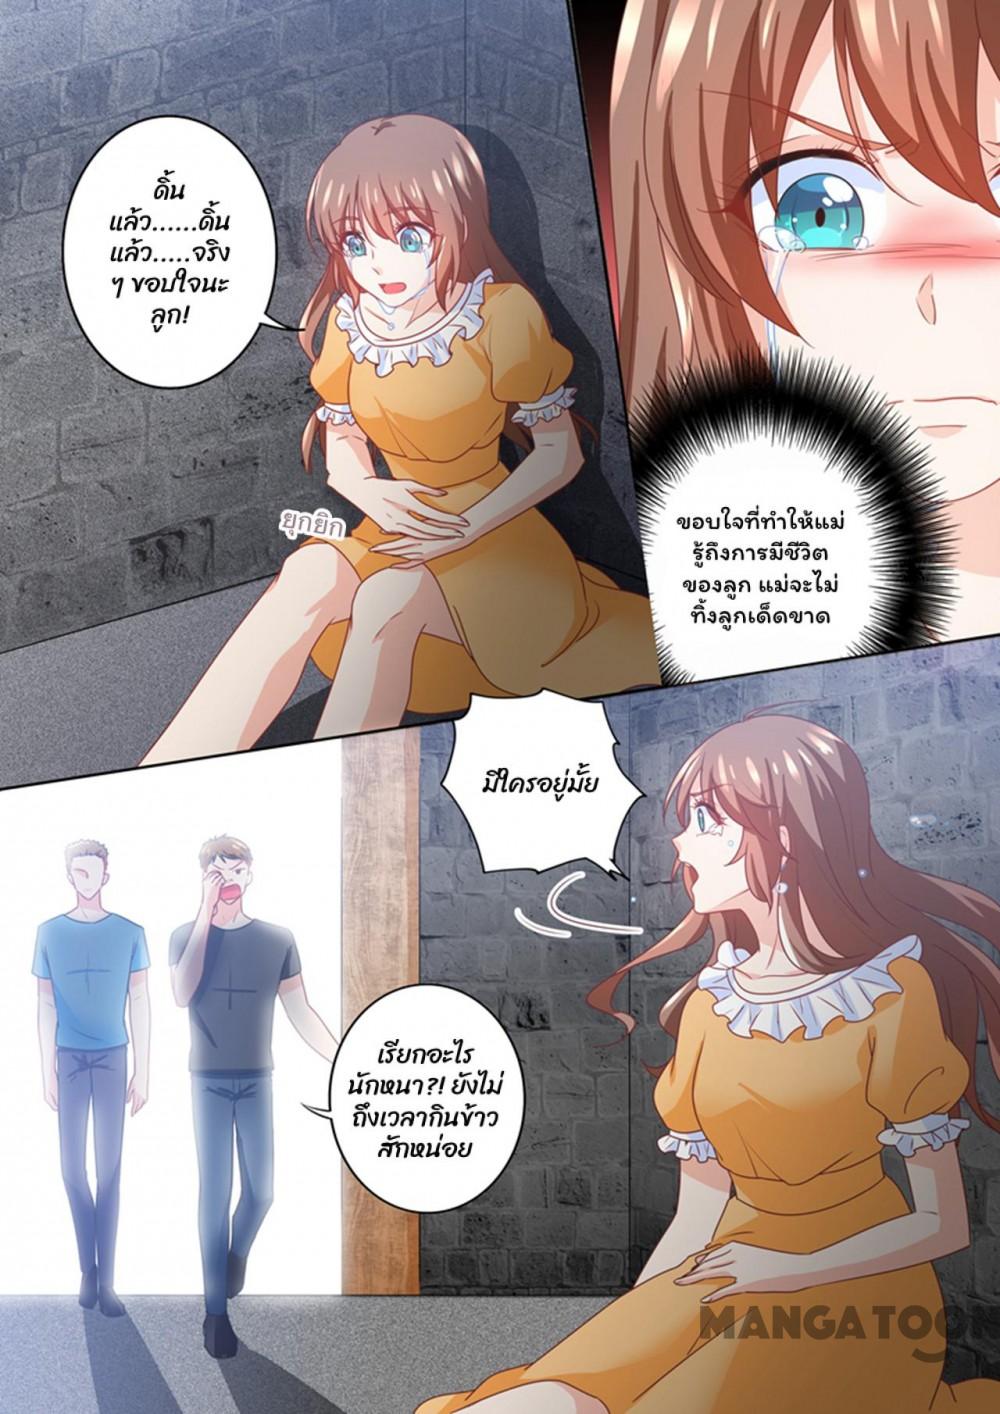 ดิ้น
แล้ว......ดิ้น
แล้ว.....จริง
ๆ ขอบใจนะ
ลูก!
ยุกยิก
ขอบใจที่ทำให้แม่
รู้ถึงการมีชีวิต
ของลูก แม่จะไม่
ทิ้งลูกเด็ดขาด
มีใครอยู่มั้ย
เรียกอะไร
นักหนา?! ยังไม่
ถึงเวลากินข้าว
สักหน่อย
MANGATOON